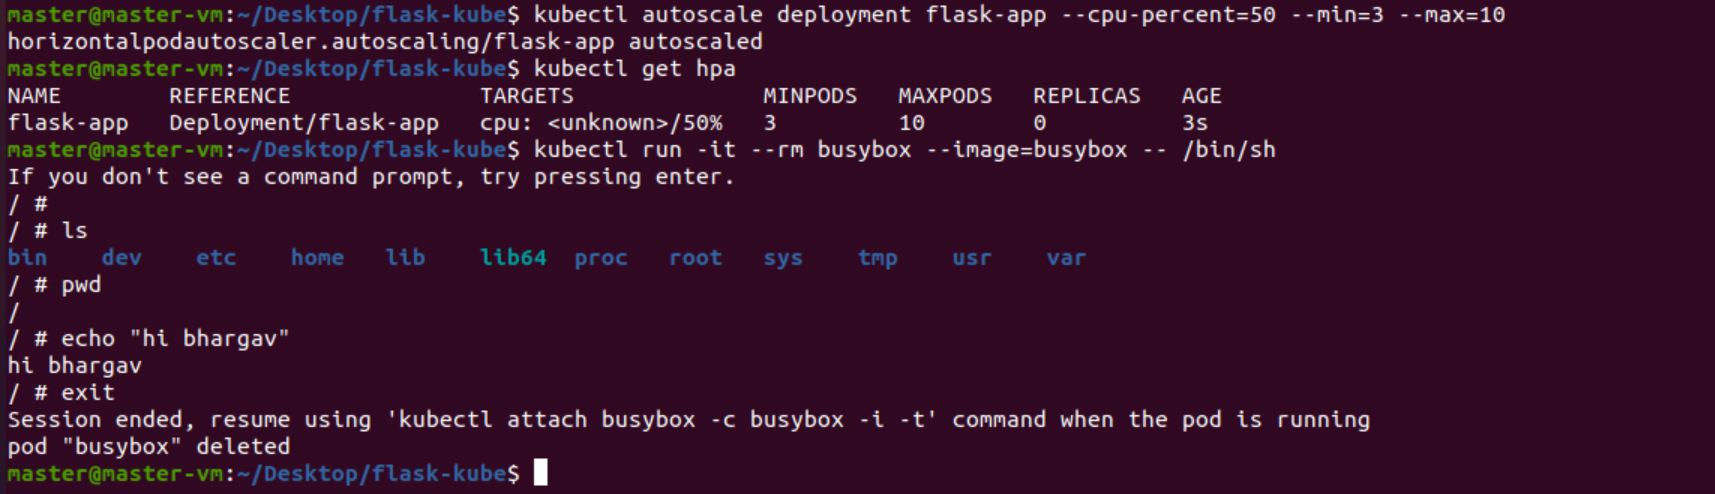 master@master-vm:~/Desktop/flask-kube$ kubectl autoscale deployment flask-app --cpu-percent=50 --min=3 --max=10
horizontalpodautoscaler.autoscaling/flask-app autoscaled
master@master-vm:~/Desktop/flask-kube$ kubectl get hpa
NAME        REFERENCE              TARGETS              MINPODS   MAXPODS   REPLICAS   AGE
flask-app   Deployment/flask-app   cpu: <unknown>/50%   3         10        0          3s
master@master-vm:~/Desktop/flask-kube$ kubectl run -it --rm busybox --image=busybox -- /bin/sh
If you don't see a command prompt, try pressing enter.
/ #
/ # ls
bin    dev    etc    home   lib    lib64  proc   root   sys    tmp    usr    var
/ # pwd
/
/ # echo "hi bhargav"
hi bhargav
/ # exit
Session ended, resume using 'kubectl attach busybox -c busybox -i -t' command when the pod is running
pod "busybox" deleted
master@master-vm:~/Desktop/flask-kube$